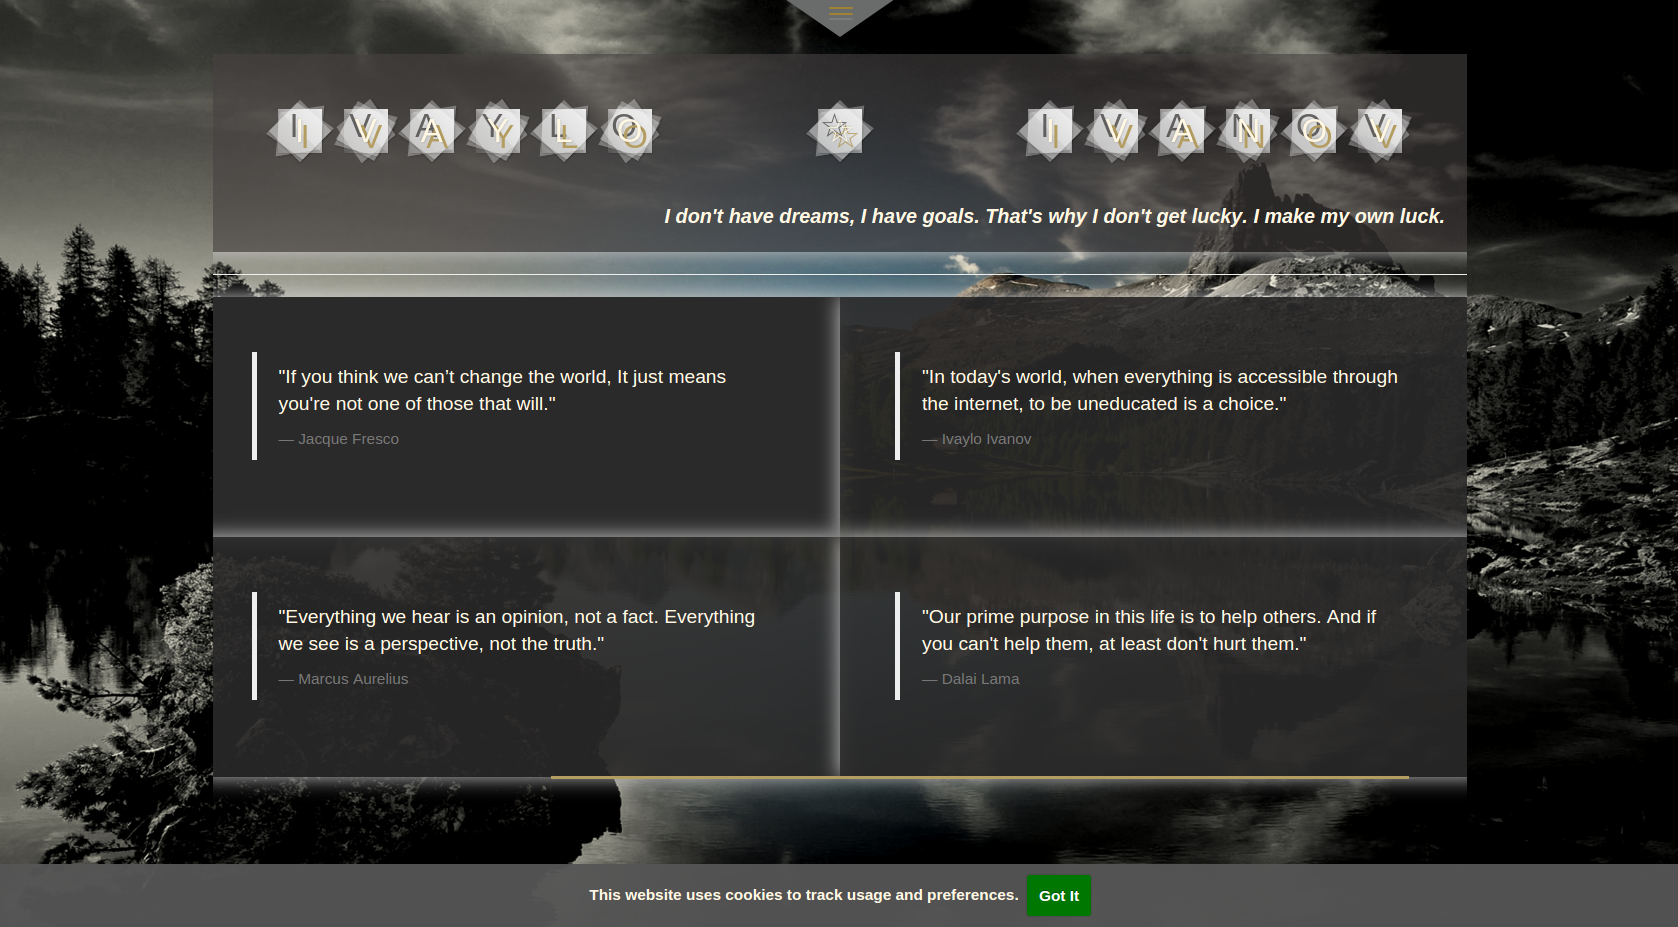 IVAYLO ☆ IVANOV
I don't have dreams, I have goals. That's why I don't get lucky. I make my own luck.
"If you think we can’t change the world, It just means
you're not one of those that will."
— Jacque Fresco
"In today's world, when everything is accessible through
the internet, to be uneducated is a choice."
— Ivaylo Ivanov
"Everything we hear is an opinion, not a fact. Everything
we see is a perspective, not the truth."
— Marcus Aurelius
"Our prime purpose in this life is to help others. And if
you can't help them, at least don't hurt them."
— Dalai Lama
This website uses cookies to track usage and preferences. Got It